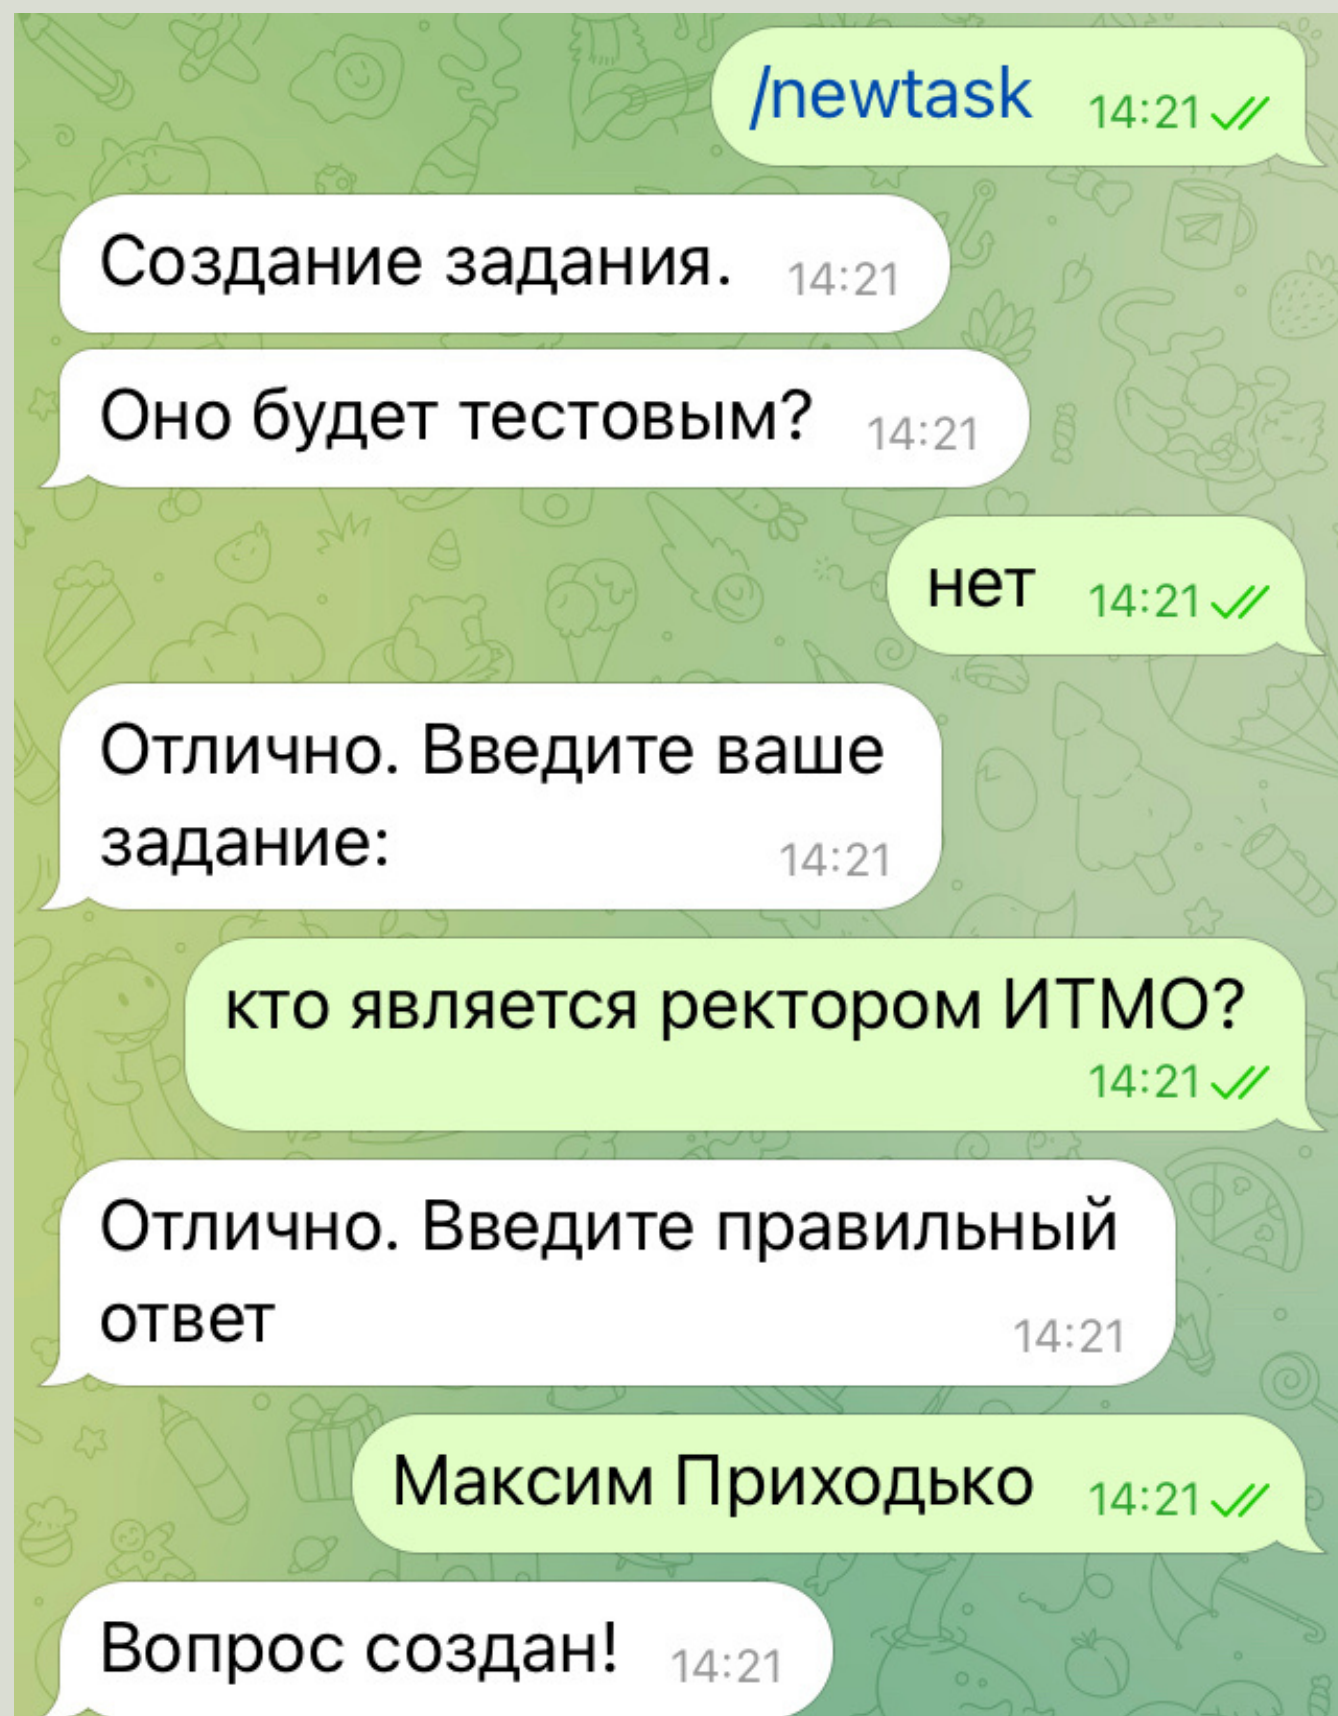 /newtask 14:21
Создание задания. 14:21
Оно будет тестовым? 14:21
нет 14:21
Отлично. Введите ваше
задание: 14:21
кто является ректором ИТМО?
14:21
Отлично. Введите правильный
ответ 14:21
Максим Приходько 14:21
Вопрос создан! 14:21